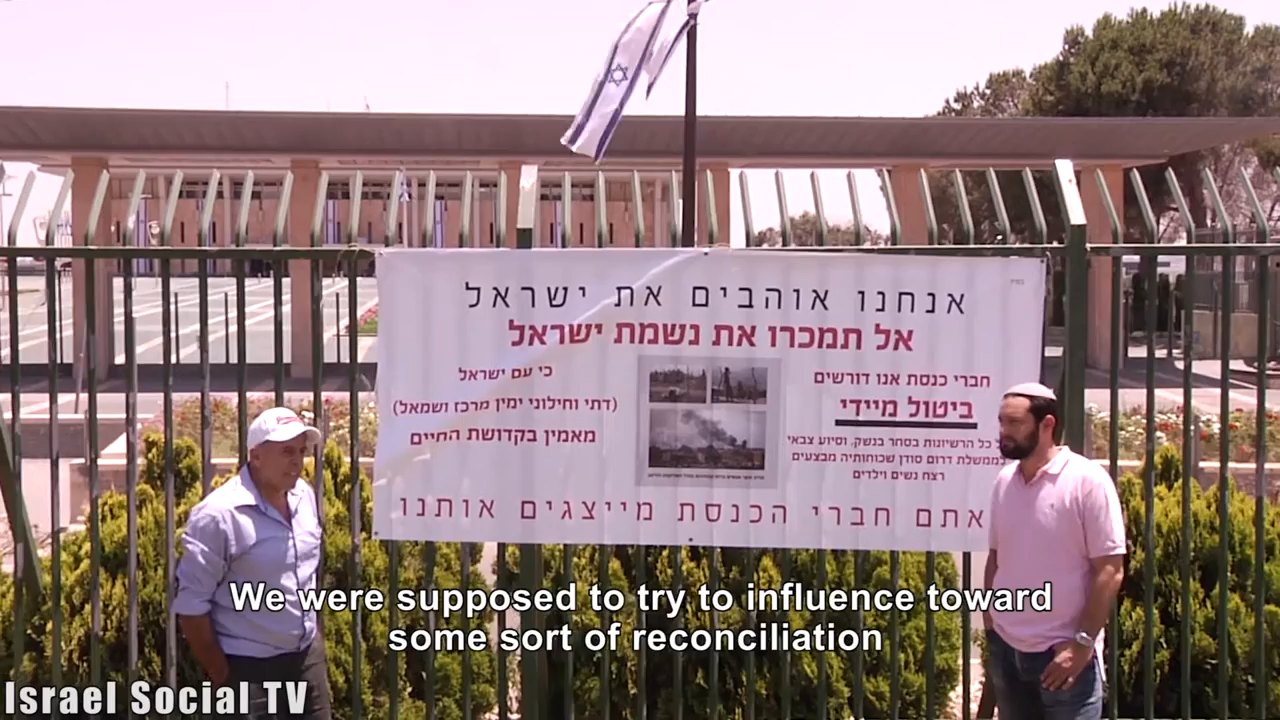 אנחנו אוהבים את ישראל
אל תמכרו את נשמת ישראל
חברי כנסת אנו דורשים
ביטול מיידי
כל הרשיונות בסחר בנשק, וסיוע צבאי
לממשלת דרום סודן שכוחותיה מבצעים
רצח נשים וילדים
כי עם ישראל
(דתי וחילוני ימין מרכז ושמאל)
מאמין בקדושת החיים
אתם חברי הכנסת מייצגים אותנו
We were supposed to try to influence toward
some sort of reconciliation
Israel Social TV